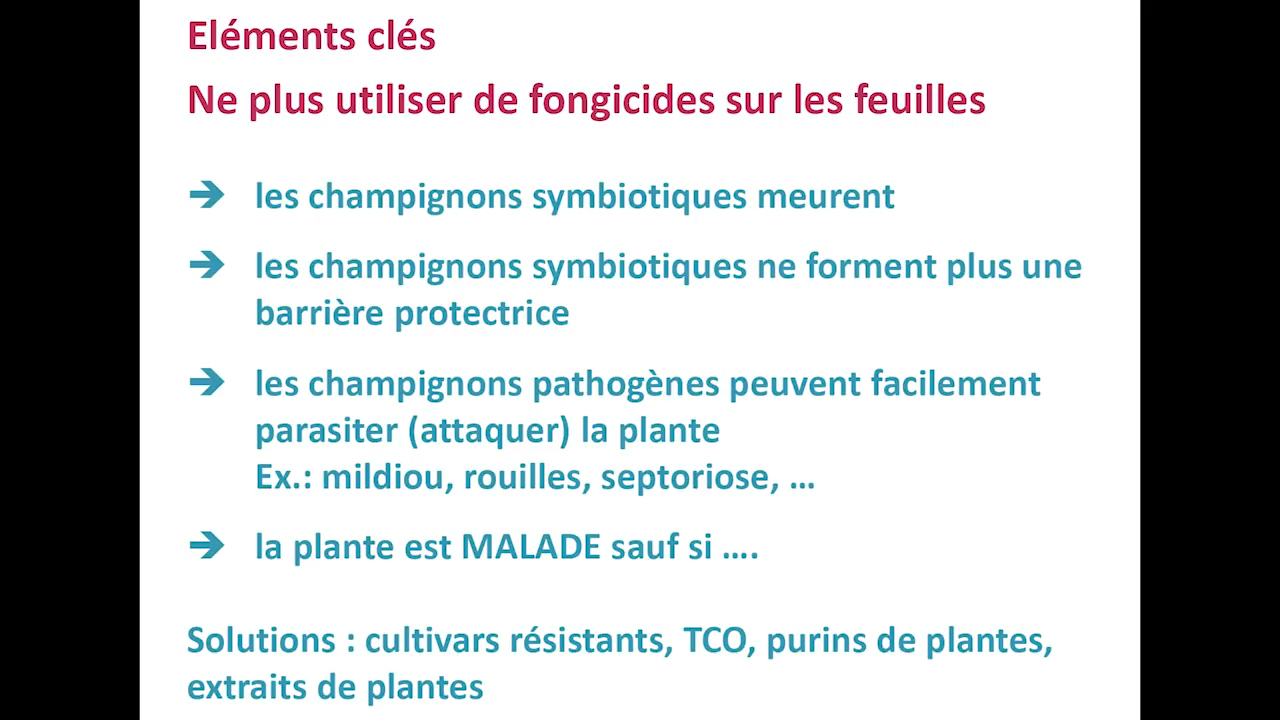 Eléments clés
Ne plus utiliser de fongicides sur les feuilles
➔ les champignons symbiotiques meurent
➔ les champignons symbiotiques ne forment plus une
barrière protectrice
➔ les champignons pathogènes peuvent facilement
parasiter (attaquer) la plante
Ex.: mildiou, rouilles, septoriose, …
➔ la plante est MALADE sauf si ….
Solutions : cultivars résistants, TCO, purins de plantes,
extraits de plantes